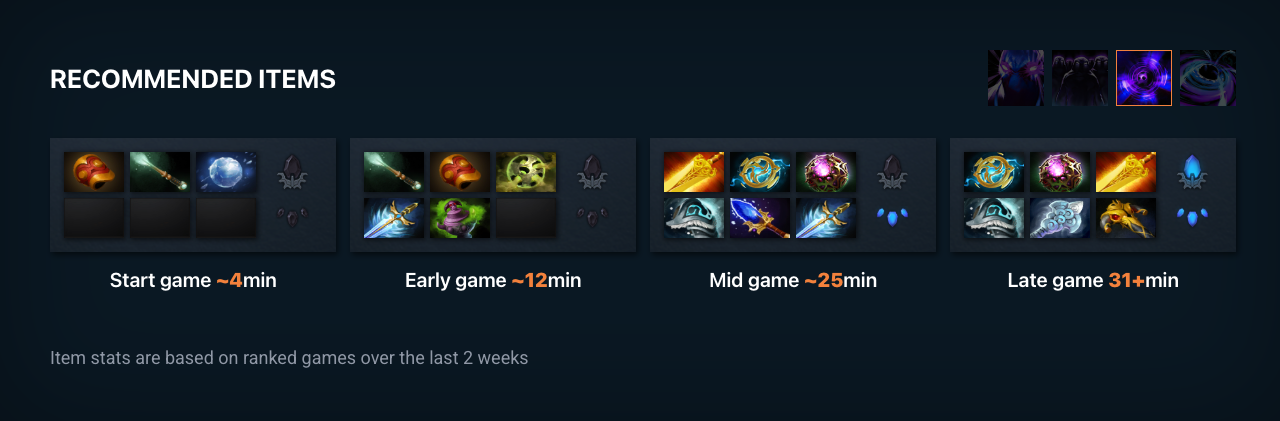 RECOMMENDED ITEMS
Start game ~4min
Early game ~12min
Mid game ~25min
Late game 31+min
Item stats are based on ranked games over the last 2 weeks